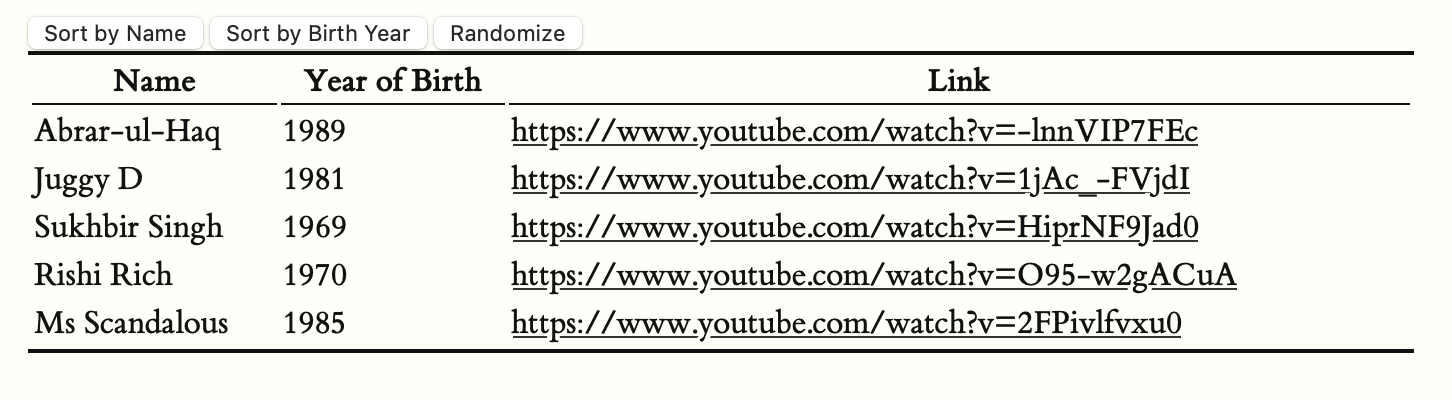 Sort by Name Sort by Birth Year Randomize
Name Year of Birth Link
Abrar-ul-Haq 1989 https://www.youtube.com/watch?v=-lnnVIP7FEc
Juggy D 1981 https://www.youtube.com/watch?v=1jAc_-FVjdI
Sukhbir Singh 1969 https://www.youtube.com/watch?v=HiprNF9Jad0
Rishi Rich 1970 https://www.youtube.com/watch?v=O95-w2gACuA
Ms Scandalous 1985 https://www.youtube.com/watch?v=2FPivlfvxu0